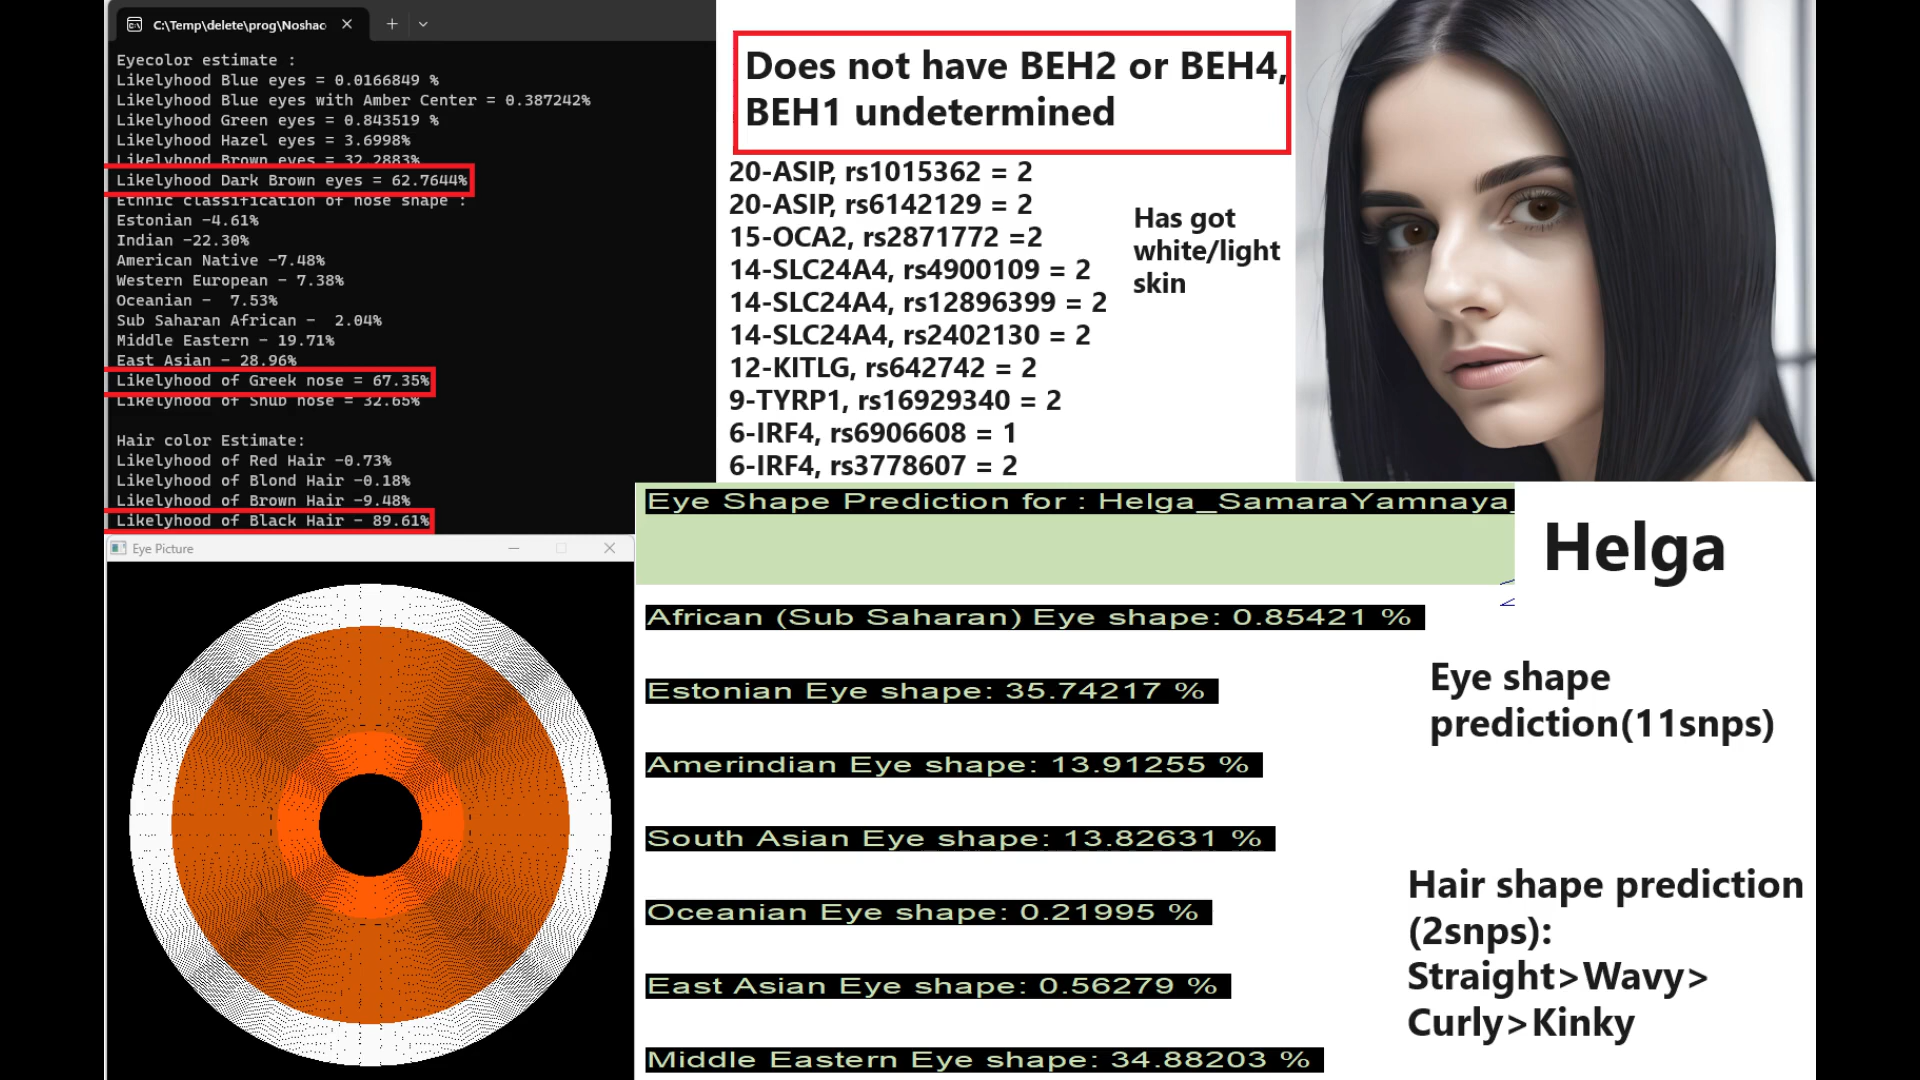 C:\Temp\delete\prog\Noshac
Eyecolor estimate :
Likelyhood Blue eyes = 0.0166849 %
Likelyhood Blue eyes with Amber Center = 0.387242%
Likelyhood Green eyes = 0.843519 %
Likelyhood Hazel eyes = 3.6998%
Likelyhood Brown eyes = 32.2883%
Likelyhood Dark Brown eyes = 62.7644%
Ethnic classification of nose shape :
Estonian -4.61%
Indian -22.30%
American Native -7.48%
Western European - 7.38%
Oceanian -  7.53%
Sub Saharan African -  2.04%
Middle Eastern - 19.71%
East Asian - 28.96%
Likelyhood of Greek nose = 67.35%
Likelyhood of Snub nose = 32.65%
Hair color Estimate:
Likelyhood of Red Hair -0.73%
Likelyhood of Blond Hair -0.18%
Likelyhood of Brown Hair -9.48%
Likelyhood of Black Hair - 89.61%
Does not have BEH2 or BEH4,
BEH1 undetermined
20-ASIP, rs1015362 = 2
20-ASIP, rs6142129 = 2
15-OCA2, rs2871772 =2
14-SLC24A4, rs4900109 = 2
14-SLC24A4, rs12896399 = 2
14-SLC24A4, rs2402130 = 2
12-KITLG, rs642742 = 2
9-TYRP1, rs16929340 = 2
6-IRF4, rs6906608 = 1
6-IRF4, rs3778607 = 2
Has got
white/light
skin
Eye Picture
Eye Shape Prediction for : Helga_SamaraYamnaya_
African (Sub Saharan) Eye shape: 0.85421 %
Estonian Eye shape: 35.74217 %
Amerindian Eye shape: 13.91255 %
South Asian Eye shape: 13.82631 %
Oceanian Eye shape: 0.21995 %
East Asian Eye shape: 0.56279 %
Middle Eastern Eye shape: 34.88203 %
Helga
Eye shape
prediction(11snps)
Hair shape prediction
(2snps):
Straight>Wavy>
Curly>Kinky